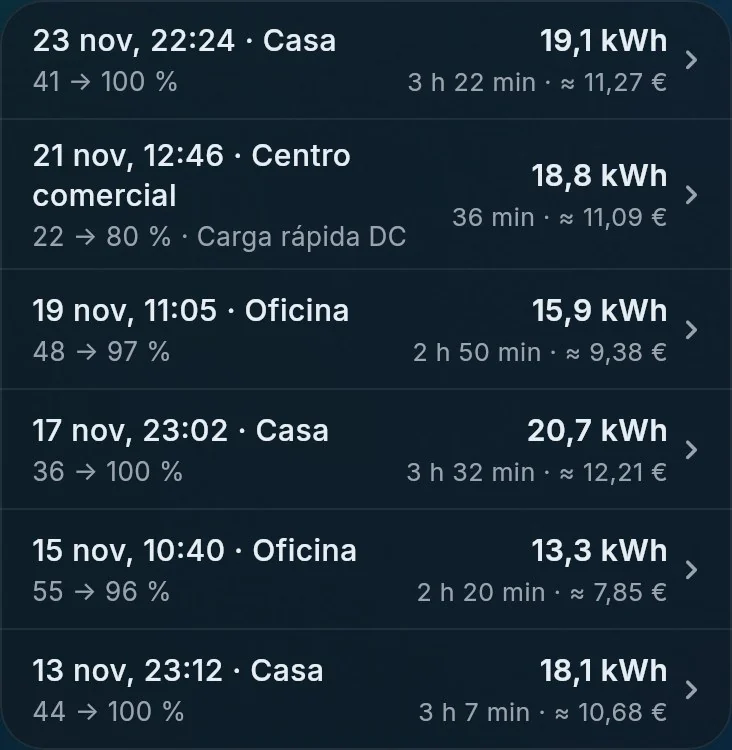 23 nov, 22:24 · Casa
19,1 kWh
41 → 100 %
3 h 22 min · ≈ 11,27 €
21 nov, 12:46 · Centro
comercial
18,8 kWh
22 → 80 % · Carga rápida DC
36 min · ≈ 11,09 €
19 nov, 11:05 · Oficina
15,9 kWh
48 → 97 %
2 h 50 min · ≈ 9,38 €
17 nov, 23:02 · Casa
20,7 kWh
36 → 100 %
3 h 32 min · ≈ 12,21 €
15 nov, 10:40 · Oficina
13,3 kWh
55 → 96 %
2 h 20 min · ≈ 7,85 €
13 nov, 23:12 · Casa
18,1 kWh
44 → 100 %
3 h 7 min · ≈ 10,68 €